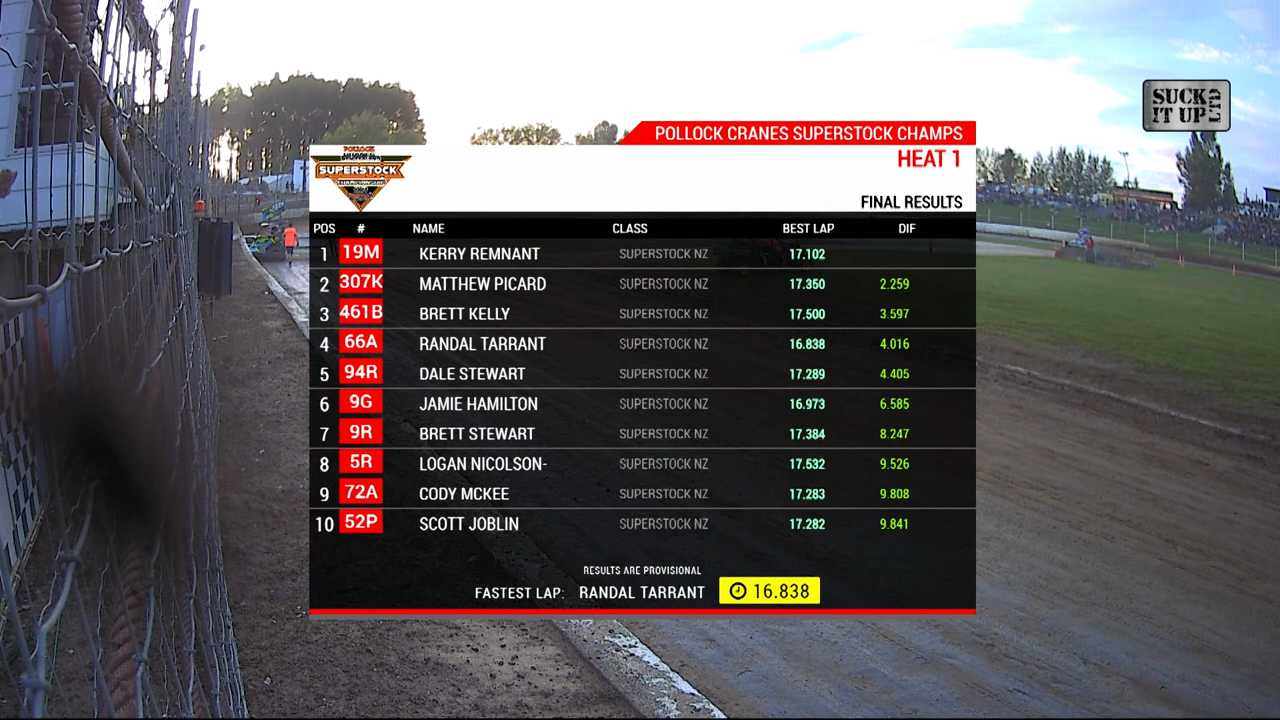 SUCK
IT UP LTD
POLLOCK CRANES SUPERSTOCK CHAMPS
HEAT 1
SUPERSTOCK
FINAL RESULTS
POS # NAME CLASS BEST LAP DIF
1 19M KERRY REMNANT SUPERSTOCK NZ 17.102
2 307K MATTHEW PICARD SUPERSTOCK NZ 17.350 2.259
3 461B BRETT KELLY SUPERSTOCK NZ 17.500 3.597
4 66A RANDAL TARRANT SUPERSTOCK NZ 16.838 4.016
5 94R DALE STEWART SUPERSTOCK NZ 17.289 4.405
6 9G JAMIE HAMILTON SUPERSTOCK NZ 16.973 6.585
7 9R BRETT STEWART SUPERSTOCK NZ 17.384 8.247
8 5R LOGAN NICOLSON- SUPERSTOCK NZ 17.532 9.526
9 72A CODY MCKEE SUPERSTOCK NZ 17.283 9.808
10 52P SCOTT JOBLIN SUPERSTOCK NZ 17.282 9.841
RESULTS ARE PROVISIONAL
FASTEST LAP: RANDAL TARRANT 16.838